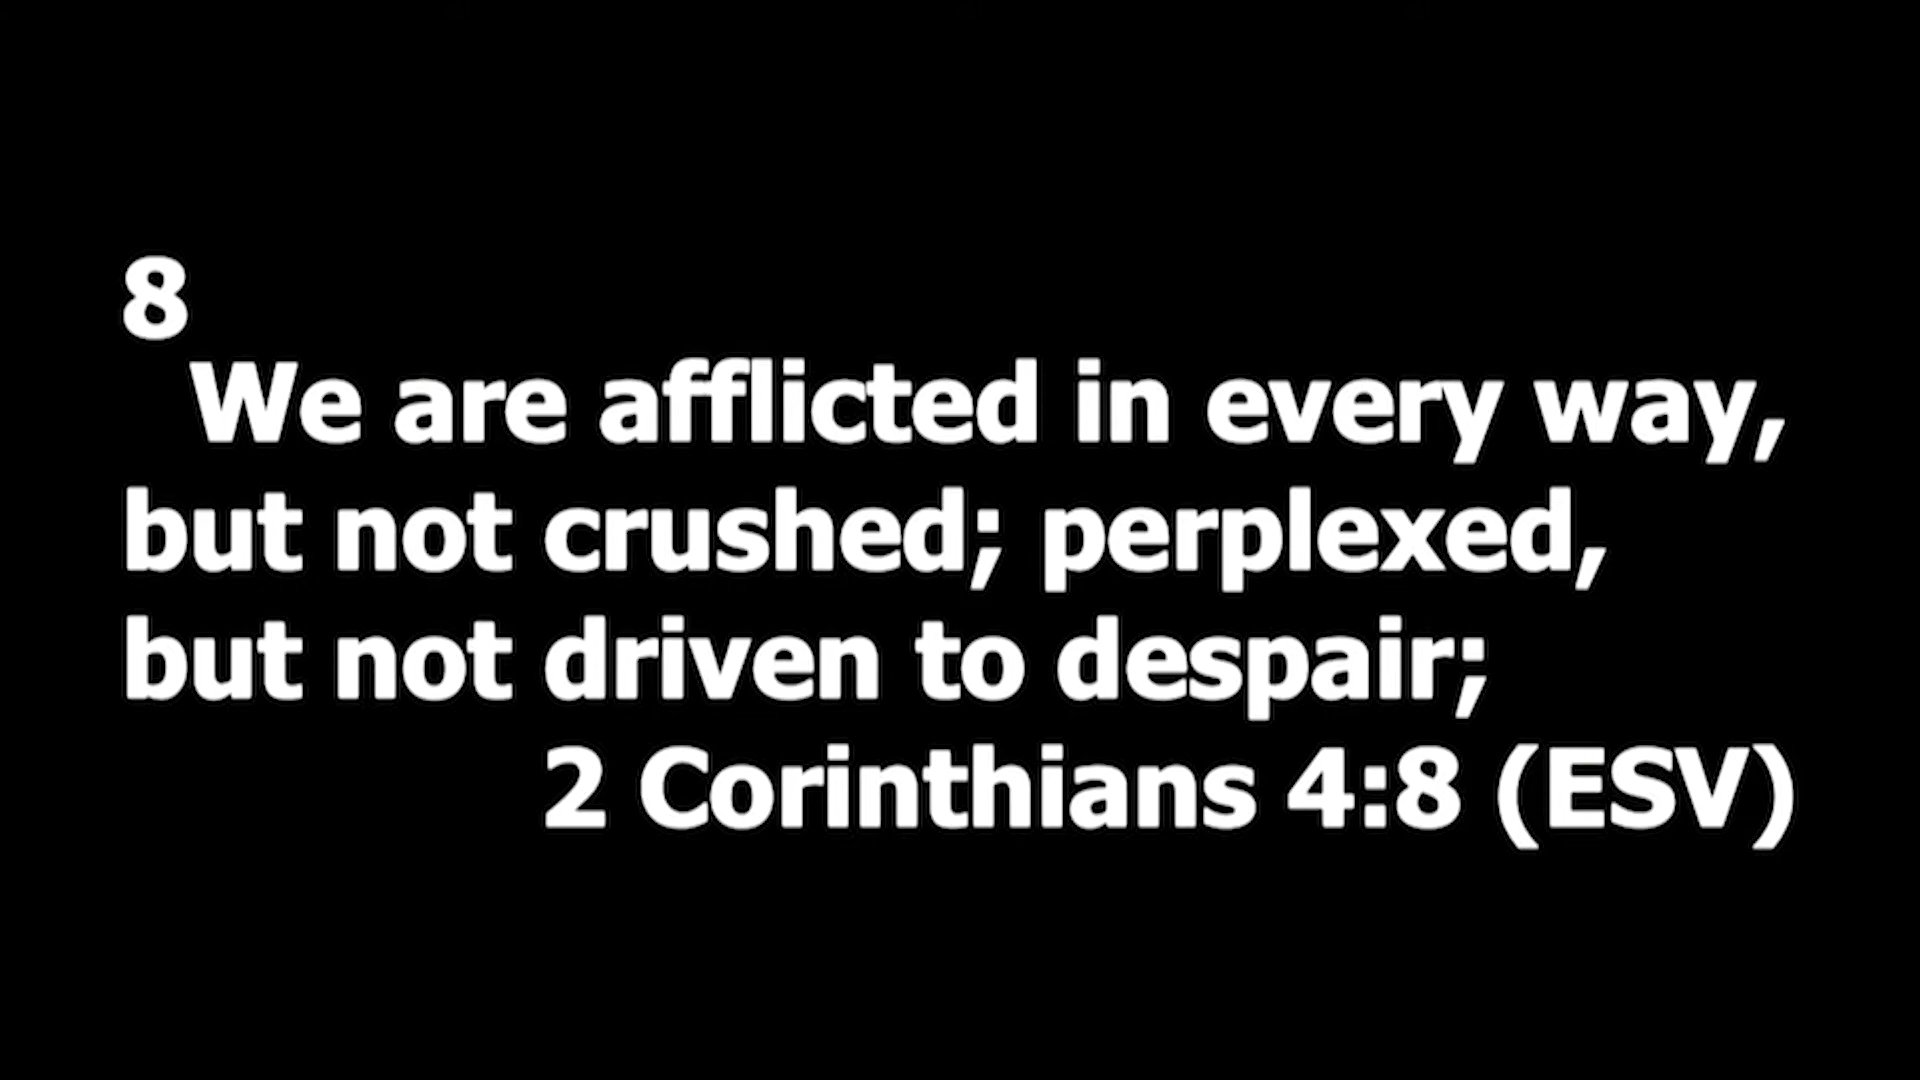 8
We are afflicted in every way,
but not crushed; perplexed,
but not driven to despair;
2 Corinthians 4:8 (ESV)